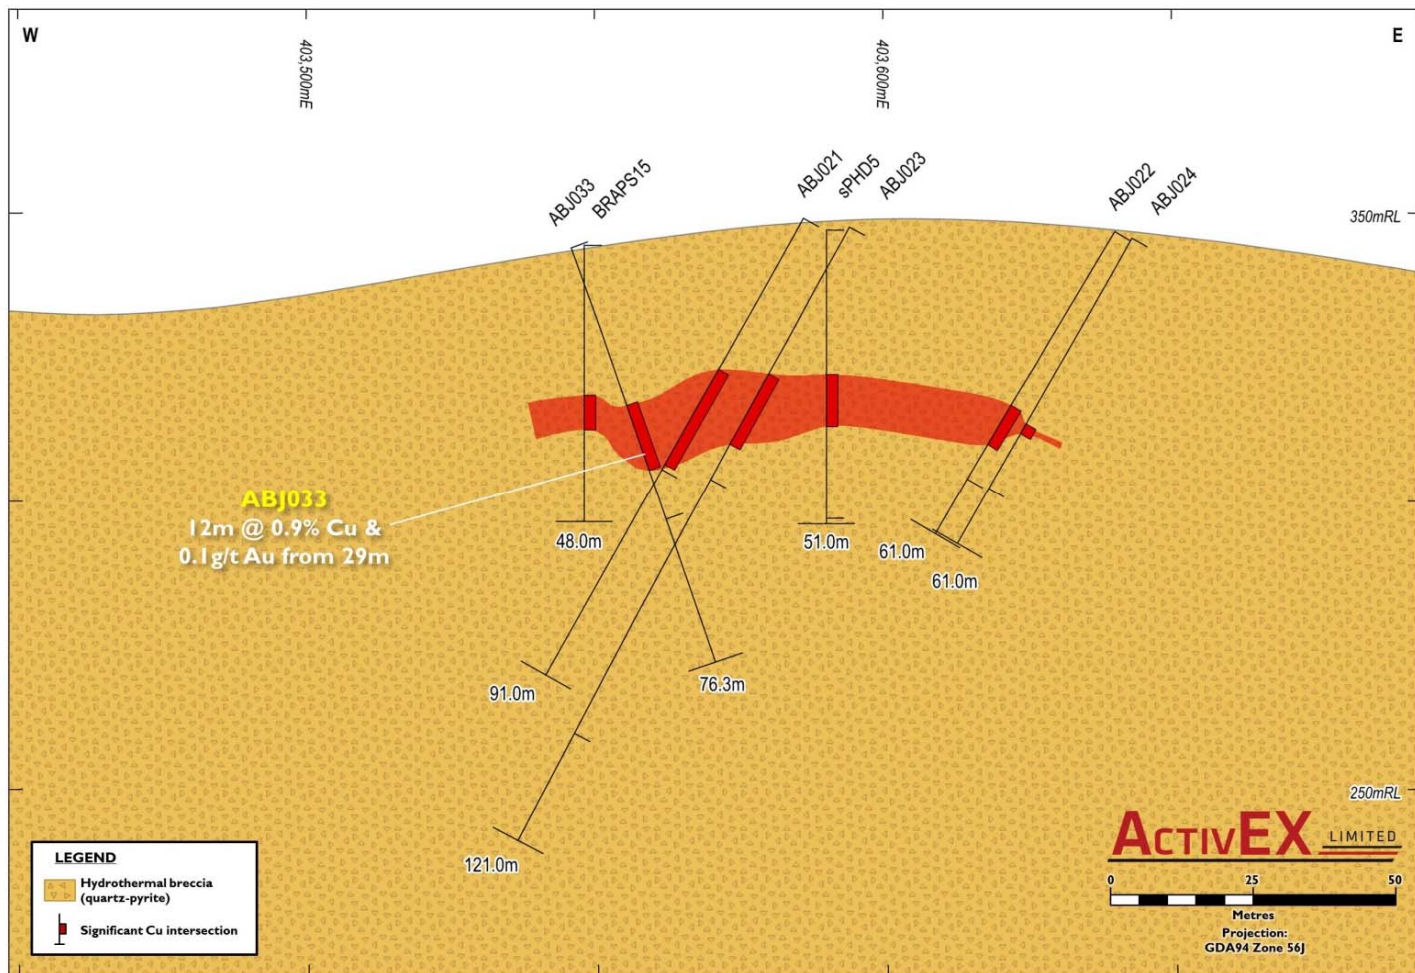 W
E
403,500mE
403,600mE
ABJ033
BRAPS15
ABJ021
sPHD5
ABJ023
ABJ022
ABJ024
350mRL
ABJ033
12m @ 0.9% Cu &
0.1g/t Au from 29m
48.0m
51.0m
61.0m
61.0m
91.0m
76.3m
121.0m
250mRL
LEGEND
Hydrothermal breccia
(quartz-pyrite)
Significant Cu intersection
ACTIVEX LIMITED
0 25 50
Metres
Projection:
GDA94 Zone 56J